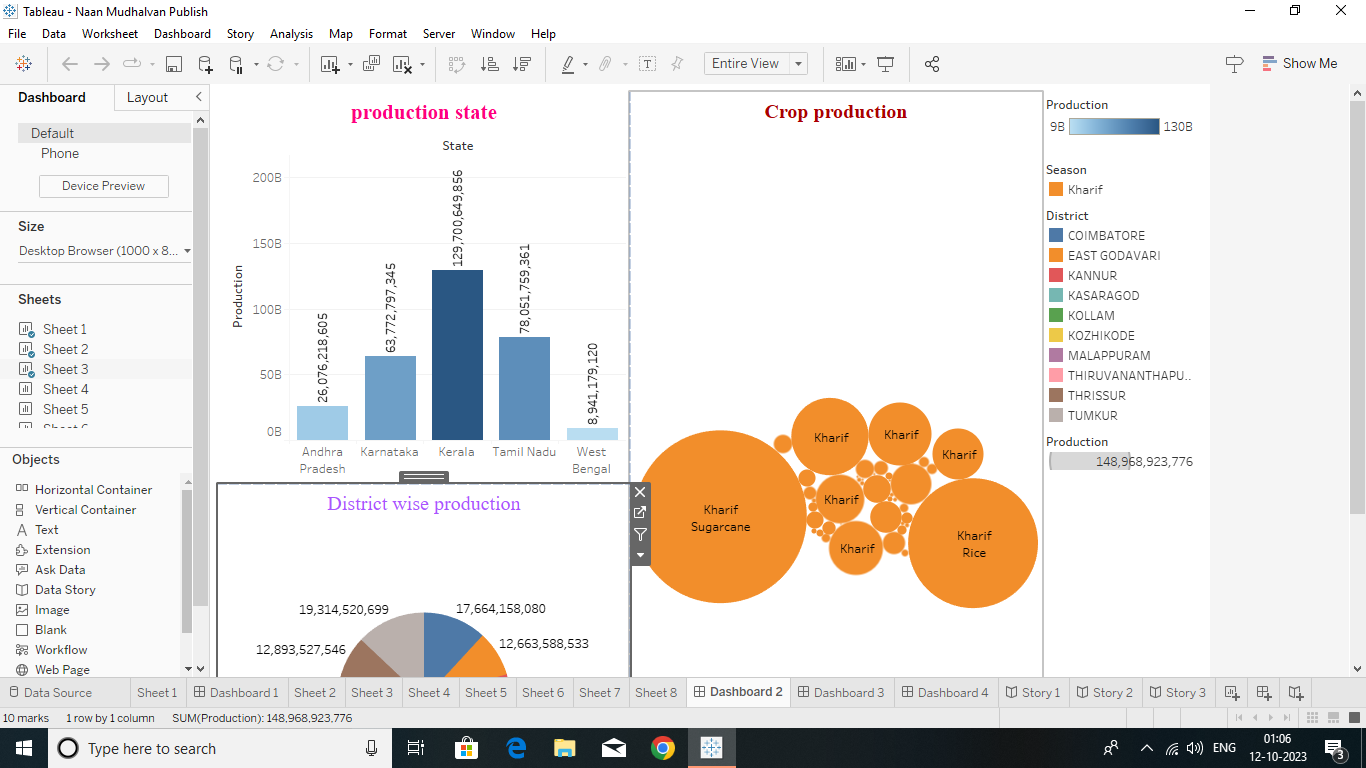 Tableau - Naan Mudhalvan Publish
File Data Worksheet Dashboard Story Analysis Map Format Server Window Help
Entire View
Show Me
Dashboard Layout
Default
Phone
Device Preview
Size
Desktop Browser (1000 x 8...
Sheets
Sheet 1
Sheet 2
Sheet 3
Sheet 4
Sheet 5
Objects
Horizontal Container
Vertical Container
Text
Extension
Ask Data
Data Story
Image
Blank
Workflow
Web Page
production state
State
Production
200B
150B
100B
50B
0B
26,076,218,605
63,772,797,345
129,700,649,856
78,051,759,361
8,941,179,120
Andhra Pradesh
Karnataka
Kerala
Tamil Nadu
West Bengal
District wise production
19,314,520,699
17,664,158,080
12,893,527,546
12,663,588,533
Crop production
Kharif
Kharif
Kharif
Kharif
Sugarcane
Kharif
Kharif
Kharif
Rice
Production
9B 130B
Season
Kharif
District
COIMBATORE
EAST GODAVARI
KANNUR
KASARAGOD
KOLLAM
KOZHIKODE
MALAPPURAM
THIRUVANANTHAPU..
THRISSUR
TUMKUR
Production
148,968,923,776
Data Source Sheet 1 Dashboard 1 Sheet 2 Sheet 3 Sheet 4 Sheet 5 Sheet 6 Sheet 7 Sheet 8 Dashboard 2 Dashboard 3 Dashboard 4 Story 1 Story 2 Story 3
10 marks 1 row by 1 column SUM(Production): 148,968,923,776
Type here to search
ENG
01:06
12-10-2023
3